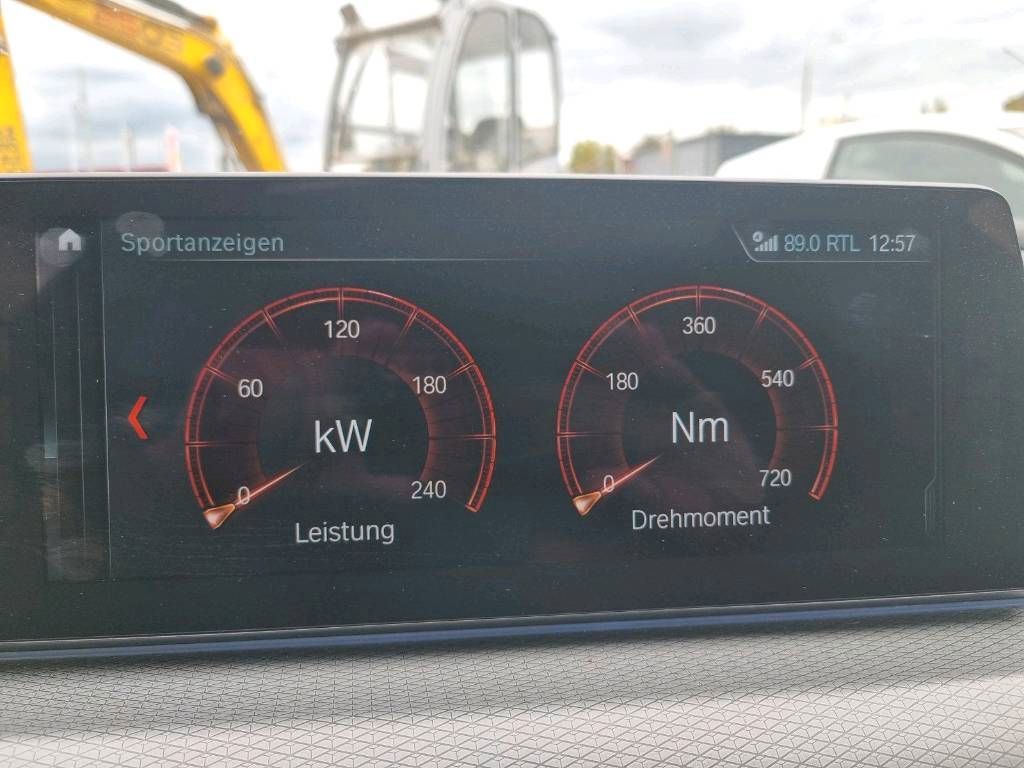 Sportanzeigen
89.0 RTL 12:57
0
60
120
180
240
kW
Leistung
0
180
360
540
720
Nm
Drehmoment